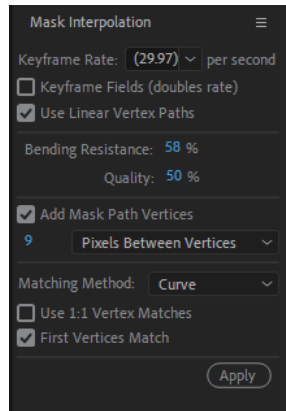 Mask Interpolation
Keyframe Rate: (29.97) per second
Keyframe Fields (doubles rate)
Use Linear Vertex Paths
Bending Resistance: 58 %
Quality: 50 %
Add Mask Path Vertices
9 Pixels Between Vertices
Matching Method: Curve
Use 1:1 Vertex Matches
First Vertices Match
Apply